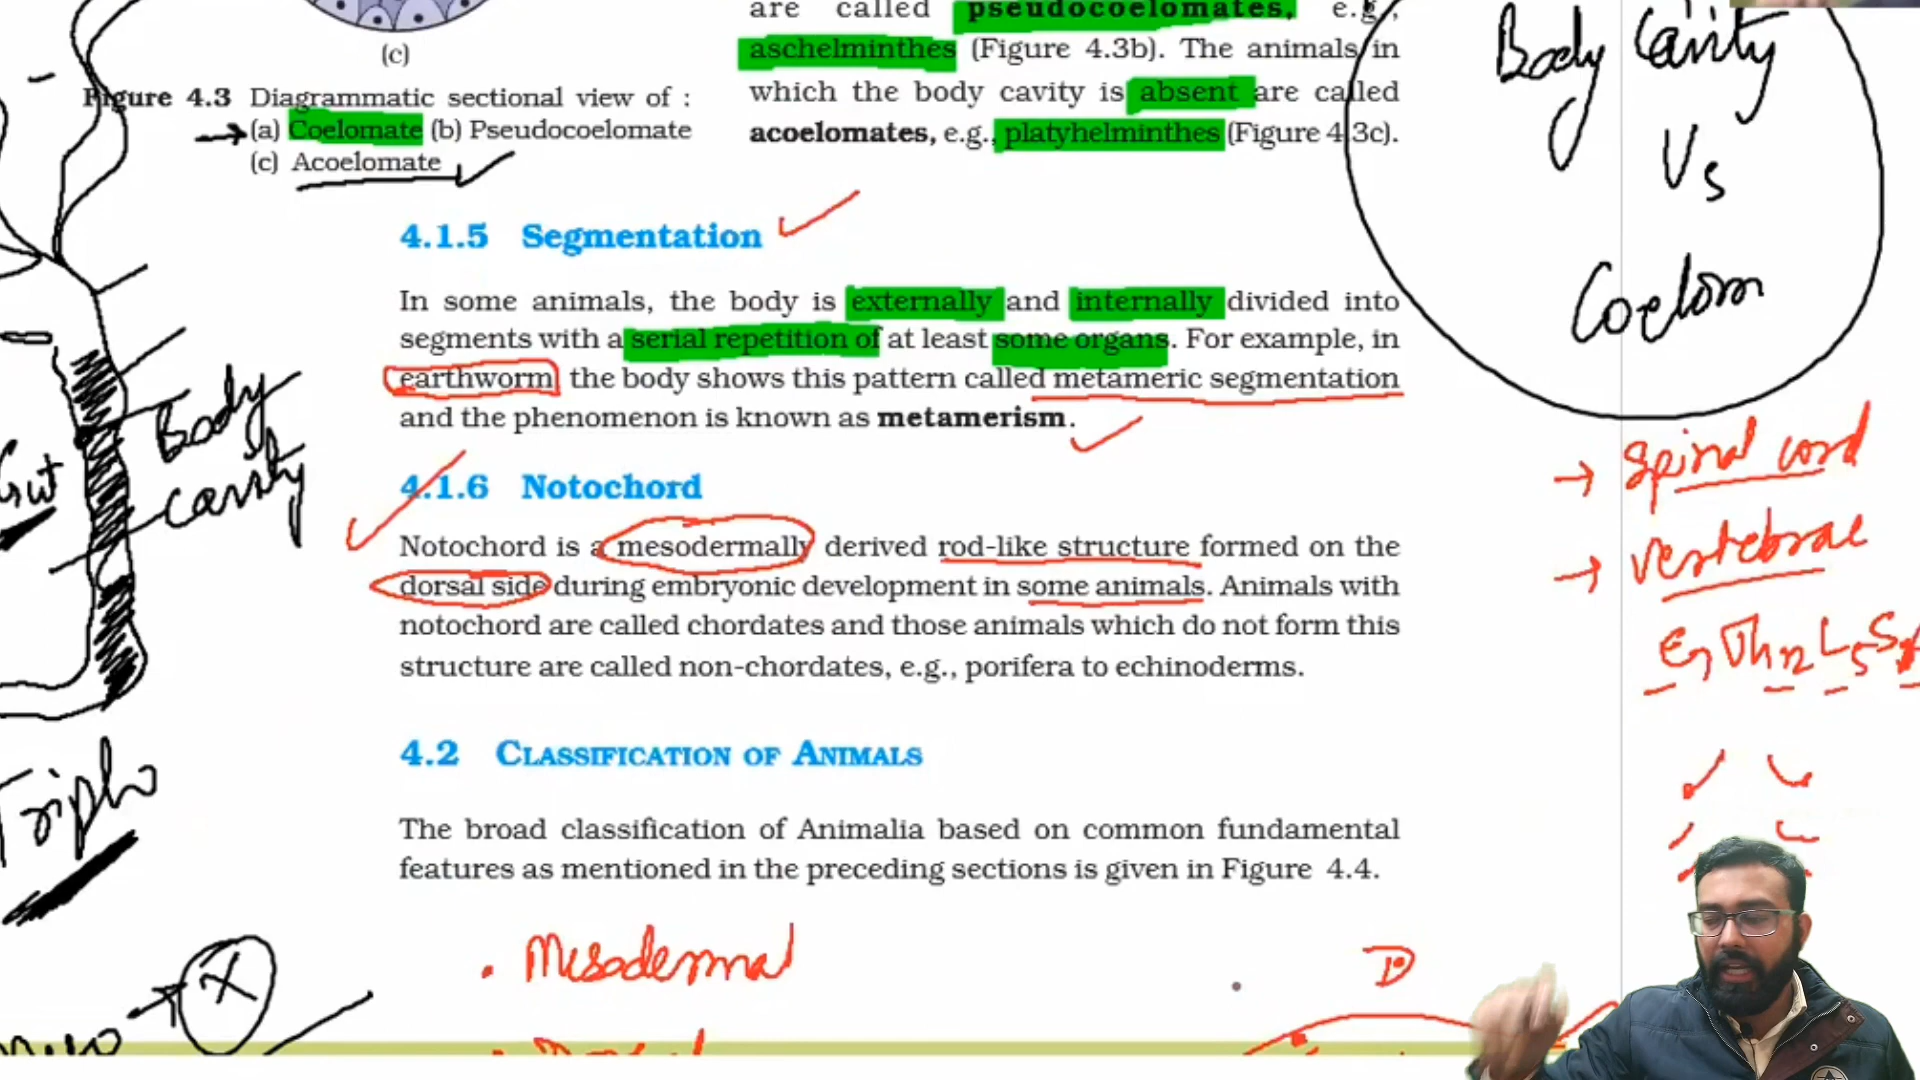 are called pseudocoelomates, e.g.,
(c)
aschelminthes (Figure 4.3b). The animals in
Figure 4.3 Diagrammatic sectional view of :
which the body cavity is absent are called
(a) Coelomate (b) Pseudocoelomate
acoelomates, e.g., platyhelminthes (Figure 4.3c).
(c) Acoelomate
Body Cavity
Vs
Coelom
4.1.5 Segmentation
In some animals, the body is externally and internally divided into
segments with a serial repetition of at least some organs. For example, in
earthworm, the body shows this pattern called metameric segmentation
and the phenomenon is known as metamerism.
Body
cavity
Gut
4.1.6 Notochord
Notochord is a mesodermally derived rod-like structure formed on the
dorsal side during embryonic development in some animals. Animals with
notochord are called chordates and those animals which do not form this
structure are called non-chordates, e.g., porifera to echinoderms.
→ Spinal cord
→ Vertebrae
C7 Th12 L5
Triplo
4.2 CLASSIFICATION OF ANIMALS
The broad classification of Animalia based on common fundamental
features as mentioned in the preceding sections is given in Figure 4.4.
• Mesodermal
D
X